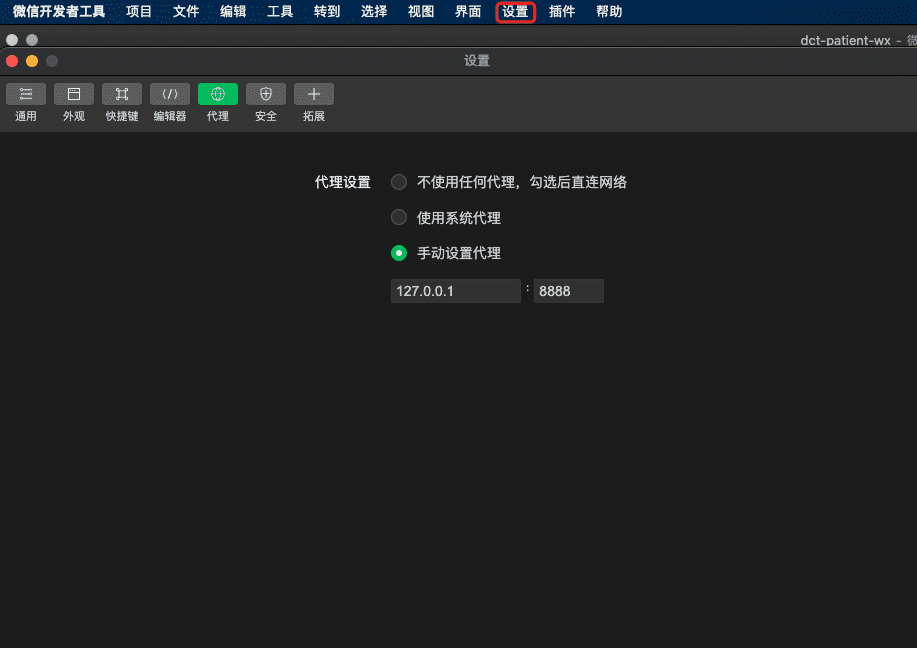 微信开发者工具 项目 文件 编辑 工具 转到 选择 视图 界面 设置 插件 帮助
dct-patient-wx - 微
设置
通用 外观 快捷键 编辑器 代理 安全 拓展
代理设置 不使用任何代理，勾选后直连网络
使用系统代理
手动设置代理
127.0.0.1 : 8888